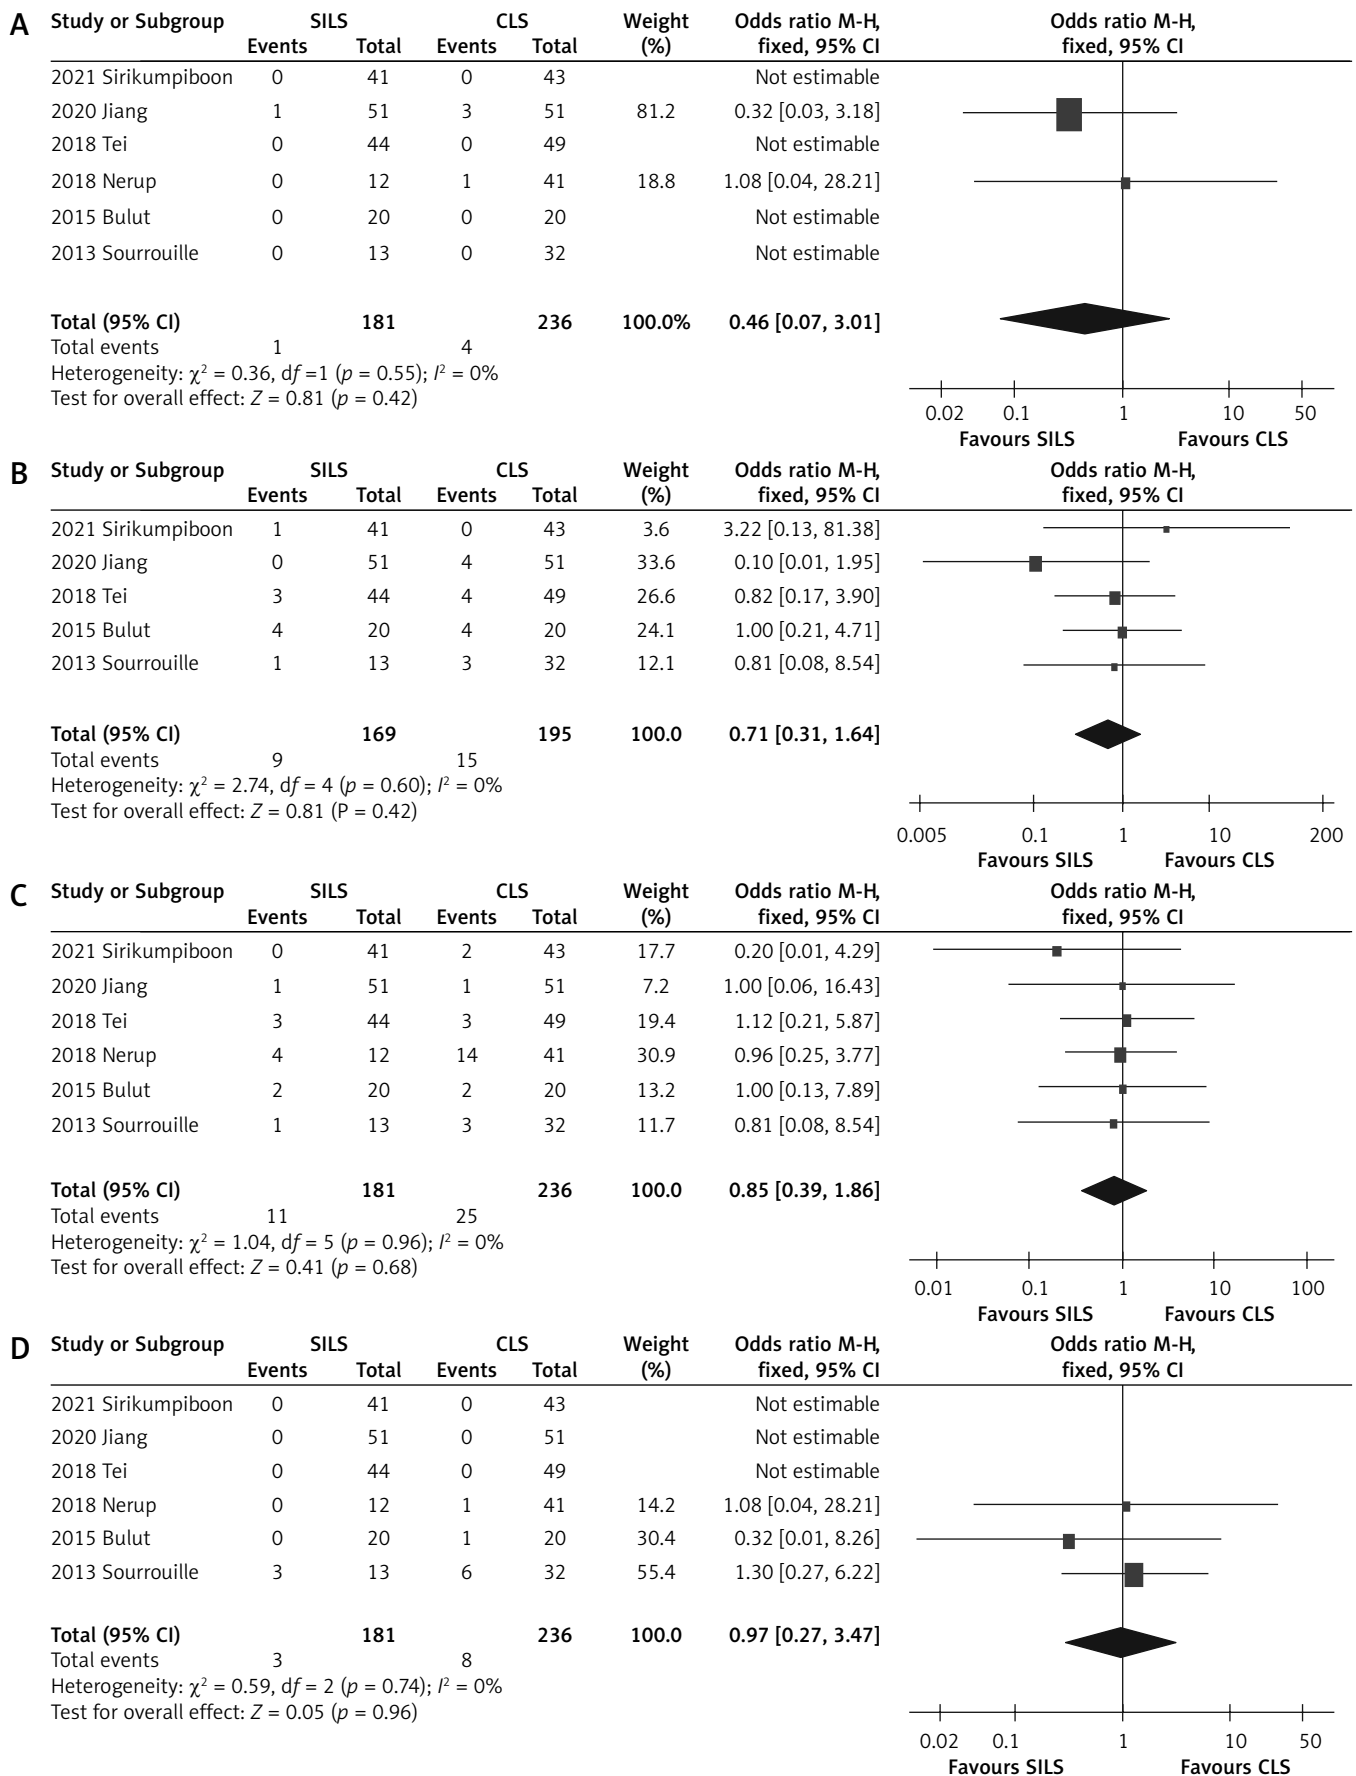 A Study or Subgroup SILS CLS Weight Odds ratio M-H, Odds ratio M-H,
Events Total Events Total (%) fixed, 95% CI fixed, 95% CI
2021 Sirikumpiboon 0 41 0 43 Not estimable
2020 Jiang 1 51 3 51 81.2 0.32 [0.03, 3.18]
2018 Tei 0 44 0 49 Not estimable
2018 Nerup 0 12 1 41 18.8 1.08 [0.04, 28.21]
2015 Bulut 0 20 0 20 Not estimable
2013 Sourrouille 0 13 0 32 Not estimable
Total (95% CI) 181 236 100.0% 0.46 [0.07, 3.01]
Total events 1 4
Heterogeneity: χ² = 0.36, df =1 (p = 0.55); I² = 0%
Test for overall effect: Z = 0.81 (p = 0.42)
0.02 0.1 1 10 50
Favours SILS Favours CLS
B Study or Subgroup SILS CLS Weight Odds ratio M-H, Odds ratio M-H,
Events Total Events Total (%) fixed, 95% CI fixed, 95% CI
2021 Sirikumpiboon 1 41 0 43 3.6 3.22 [0.13, 81.38]
2020 Jiang 0 51 4 51 33.6 0.10 [0.01, 1.95]
2018 Tei 3 44 4 49 26.6 0.82 [0.17, 3.90]
2015 Bulut 4 20 4 20 24.1 1.00 [0.21, 4.71]
2013 Sourrouille 1 13 3 32 12.1 0.81 [0.08, 8.54]
Total (95% CI) 169 195 100.0 0.71 [0.31, 1.64]
Total events 9 15
Heterogeneity: χ² = 2.74, df = 4 (p = 0.60); I² = 0%
Test for overall effect: Z = 0.81 (P = 0.42)
0.005 0.1 1 10 200
Favours SILS Favours CLS
C Study or Subgroup SILS CLS Weight Odds ratio M-H, Odds ratio M-H,
Events Total Events Total (%) fixed, 95% CI fixed, 95% CI
2021 Sirikumpiboon 0 41 2 43 17.7 0.20 [0.01, 4.29]
2020 Jiang 1 51 1 51 7.2 1.00 [0.06, 16.43]
2018 Tei 3 44 3 49 19.4 1.12 [0.21, 5.87]
2018 Nerup 4 12 14 41 30.9 0.96 [0.25, 3.77]
2015 Bulut 2 20 2 20 13.2 1.00 [0.13, 7.89]
2013 Sourrouille 1 13 3 32 11.7 0.81 [0.08, 8.54]
Total (95% CI) 181 236 100.0 0.85 [0.39, 1.86]
Total events 11 25
Heterogeneity: χ² = 1.04, df = 5 (p = 0.96); I² = 0%
Test for overall effect: Z = 0.41 (p = 0.68)
0.01 0.1 1 10 100
Favours SILS Favours CLS
D Study or Subgroup SILS CLS Weight Odds ratio M-H, Odds ratio M-H,
Events Total Events Total (%) fixed, 95% CI fixed, 95% CI
2021 Sirikumpiboon 0 41 0 43 Not estimable
2020 Jiang 0 51 0 51 Not estimable
2018 Tei 0 44 0 49 Not estimable
2018 Nerup 0 12 1 41 14.2 1.08 [0.04, 28.21]
2015 Bulut 0 20 1 20 30.4 0.32 [0.01, 8.26]
2013 Sourrouille 3 13 6 32 55.4 1.30 [0.27, 6.22]
Total (95% CI) 181 236 100.0 0.97 [0.27, 3.47]
Total events 3 8
Heterogeneity: χ² = 0.59, df = 2 (p = 0.74); I² = 0%
Test for overall effect: Z = 0.05 (p = 0.96)
0.02 0.1 1 10 50
Favours SILS Favours CLS